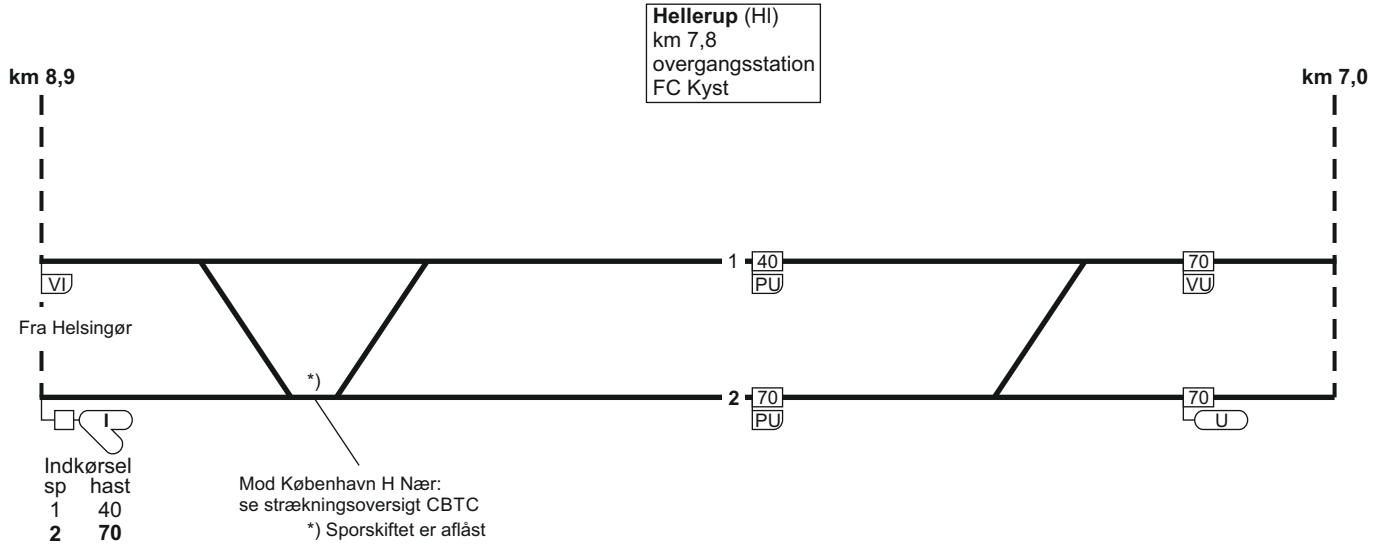 Hellerup (Hl)
km 7,8
overgangsstation
FC Kyst
km 8,9
km 7,0
1
40
70
VI
PU
VU
Fra Helsingør
*)
2
70
70
PU
U
I
Indkørsel
sp hast
1 40
2 70
Mod København H Nær:
se strækningsoversigt CBTC
*) Sporskiftet er aflåst